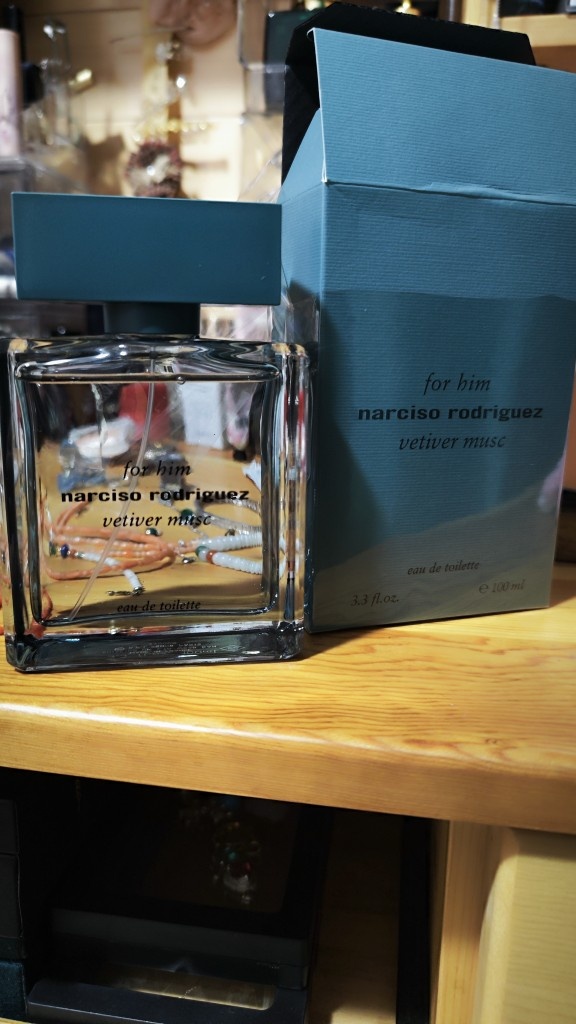 for him
narciso rodriguez
vetiver musc
eau de toilette
for him
narciso rodriguez
vetiver musc
eau de toilette
3.3 fl.oz. ℮ 100 ml